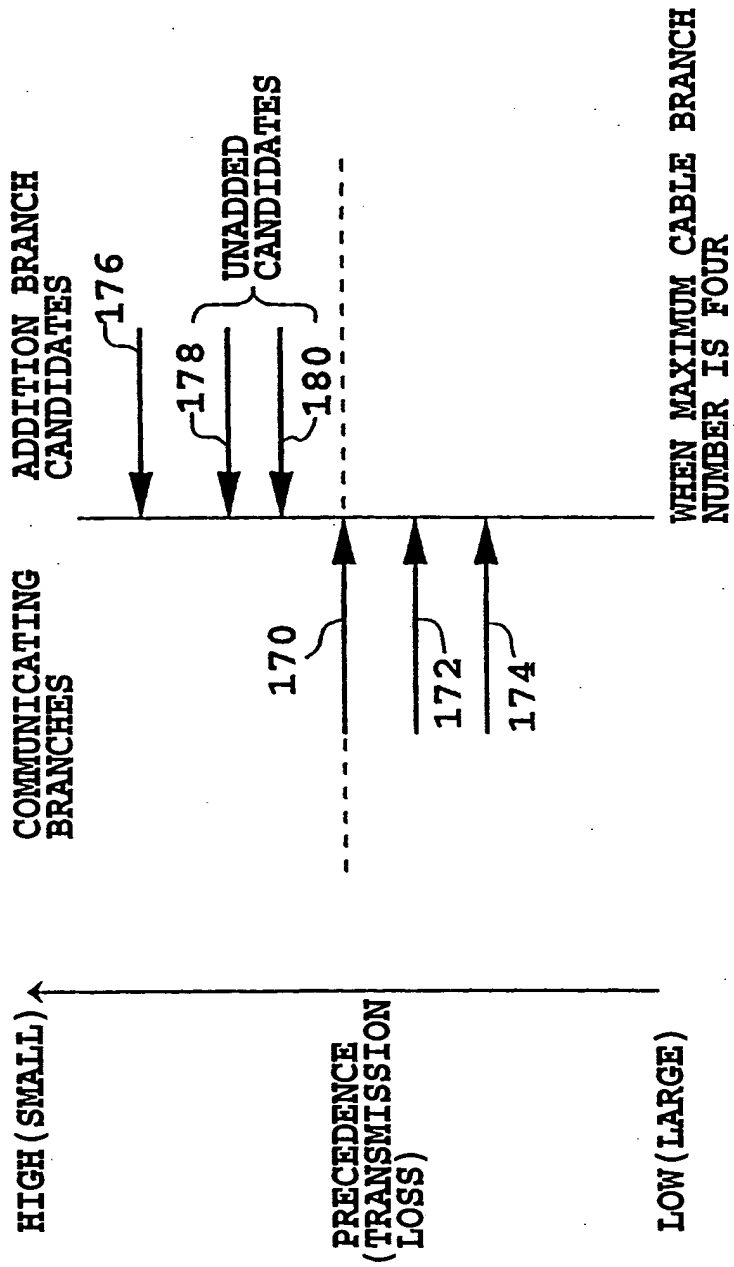 HIGH(SMALL)
PRECEDENCE
(TRANSMISSION
LOSS)
LOW(LARGE)
COMMUNICATING
BRANCHES
170
172
174
ADDITION BRANCH
CANDIDATES
176
178
180
UNADDED
CANDIDATES
WHEN MAXIMUM CABLE BRANCH
NUMBER IS FOUR